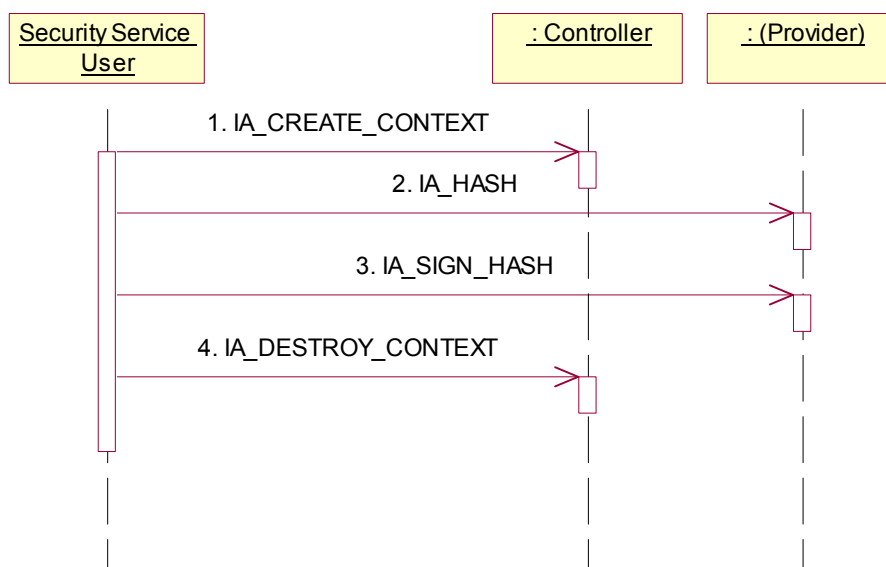 Security Service
User
: Controller
: (Provider)
1. IA_CREATE_CONTEXT
2. IA_HASH
3. IA_SIGN_HASH
4. IA_DESTROY_CONTEXT